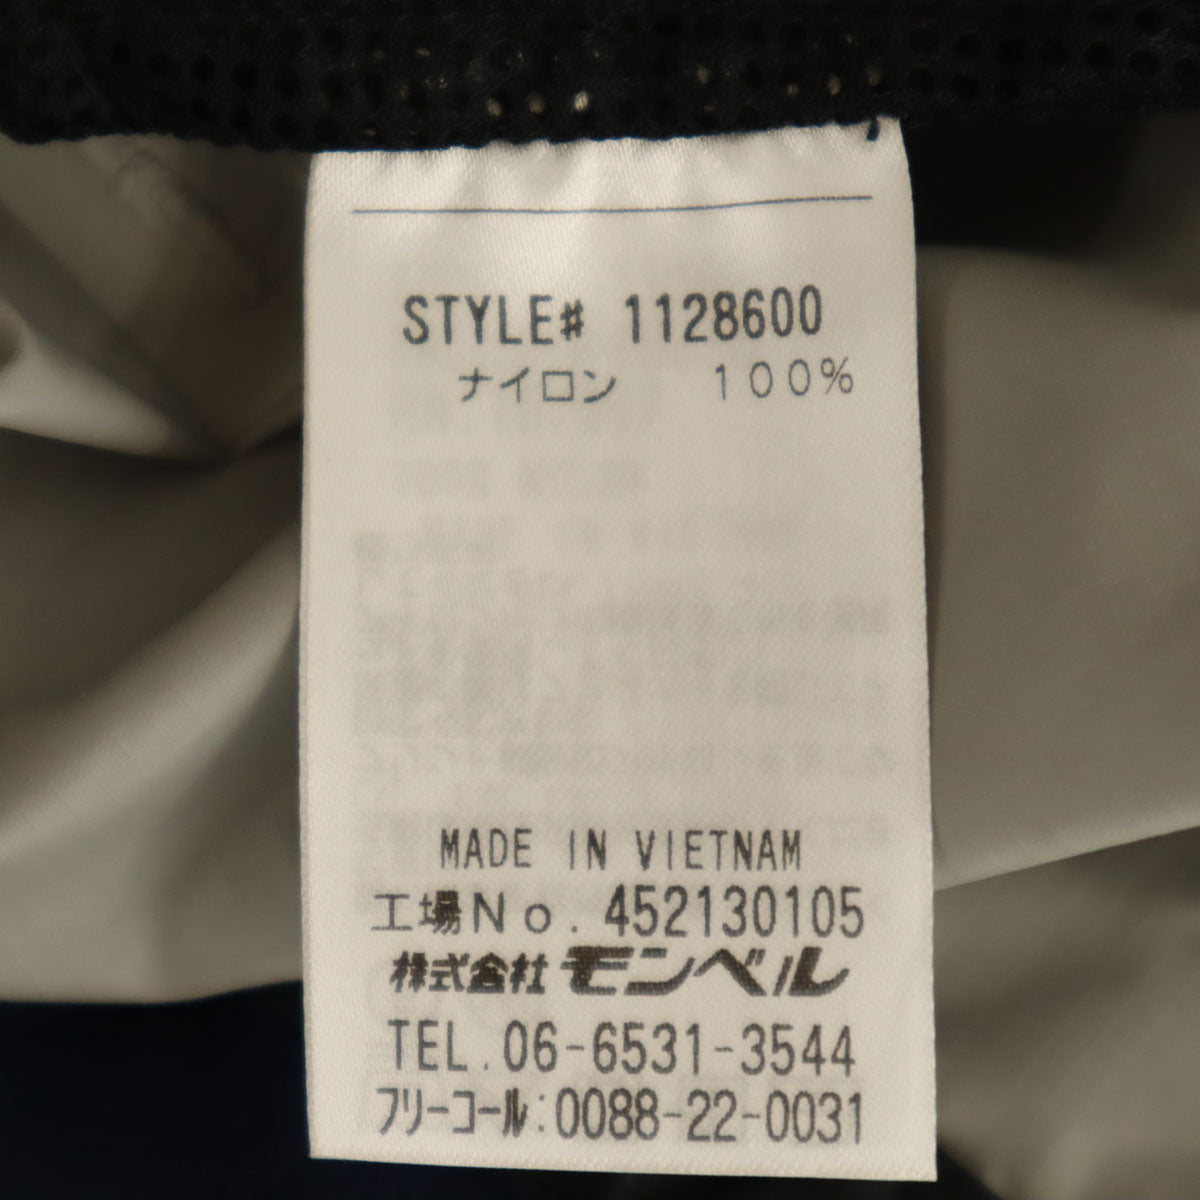 STYLE# 1128600
ナイロン 100%
MADE IN VIETNAM
工場No. 452130105
株式会社 モンベル
TEL.06-6531-3544
フリーコール:0088-22-0031